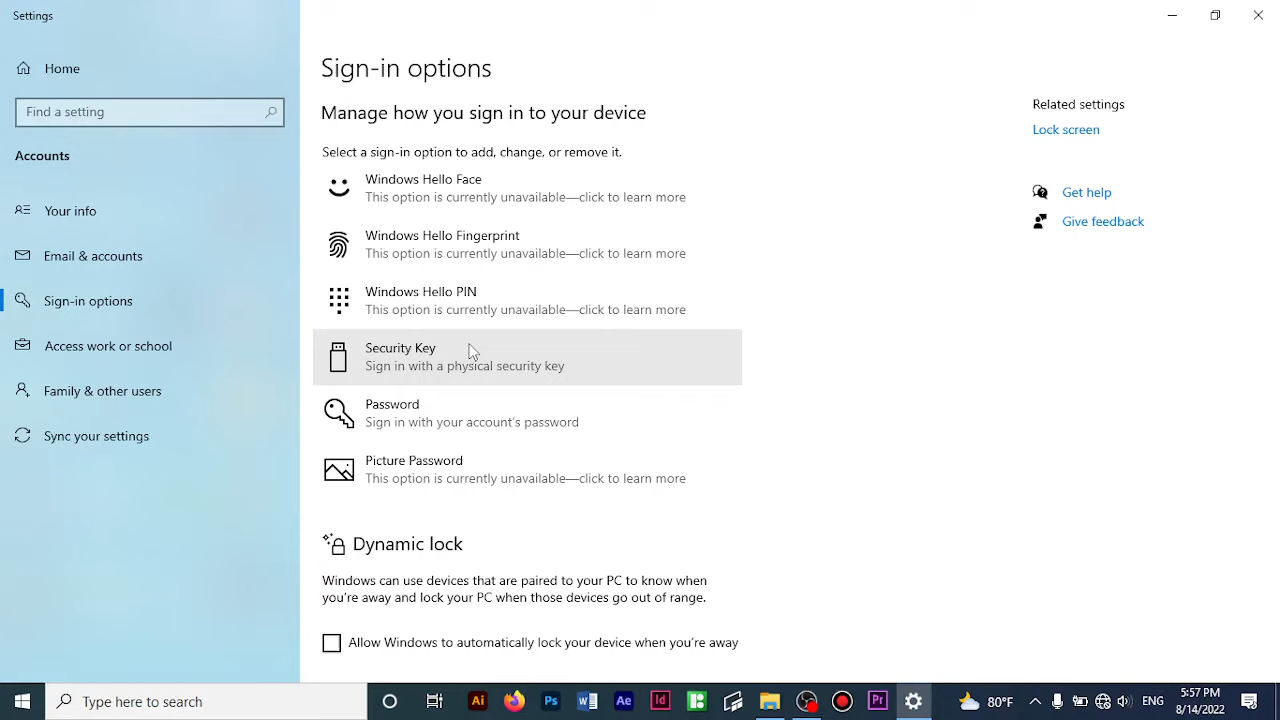 Settings
Home
Find a setting
Accounts
Your info
Email & accounts
Sign-in options
Access work or school
Family & other users
Sync your settings
Sign-in options
Manage how you sign in to your device
Select a sign-in option to add, change, or remove it.
Windows Hello Face
This option is currently unavailable—click to learn more
Windows Hello Fingerprint
This option is currently unavailable—click to learn more
Windows Hello PIN
This option is currently unavailable—click to learn more
Security Key
Sign in with a physical security key
Password
Sign in with your account's password
Picture Password
This option is currently unavailable—click to learn more
Dynamic lock
Windows can use devices that are paired to your PC to know when
you're away and lock your PC when those devices go out of range.
Allow Windows to automatically lock your device when you're away
Related settings
Lock screen
Get help
Give feedback
Type here to search
Ai
Ps
W
Ae
Id
Pr
80°F
ENG
5:57 PM
8/14/2022